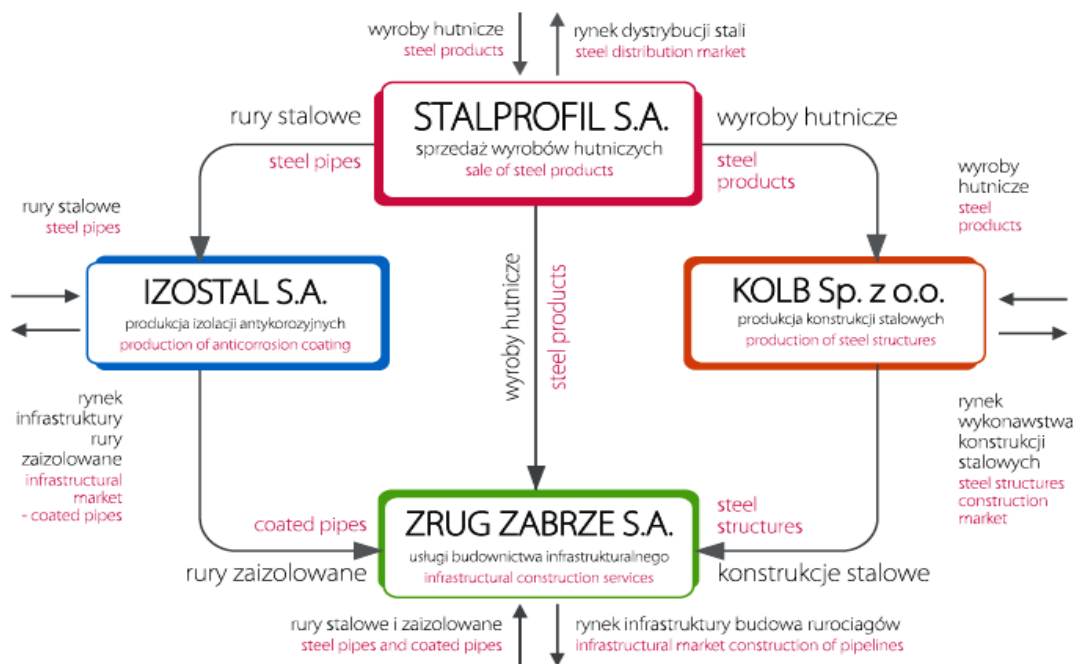 wyroby hutnicze
steel products
rynek dystrybucji stali
steel distribution market
rury stalowe
steel pipes
STALPROFIL S.A.
sprzedaż wyrobów hutniczych
sale of steel products
wyroby hutnicze
steel
products
rury stalowe
steel pipes
wyroby
hutnicze
steel
products
IZOSTAL S.A.
produkcja izolacji antykorozyjnych
production of anticorrosion coating
wyroby hutnicze
steel products
KOLB Sp. z o.o.
produkcja konstrukcji stalowych
production of steel structures
rynek
infrastruktury
rury
zaizolowane
infrastructural
market
- coated pipes
rynek
wykonawstwa
konstrukcji
stalowych
steel structures
construction
market
coated pipes
rury zaizolowane
ZRUG ZABRZE S.A.
usługi budownictwa infrastrukturalnego
infrastructural construction services
steel
structures
konstrukcje stalowe
rury stalowe i zaizolowane
steel pipes and coated pipes
rynek infrastruktury budowa rurociągów
infrastructural market construction of pipelines